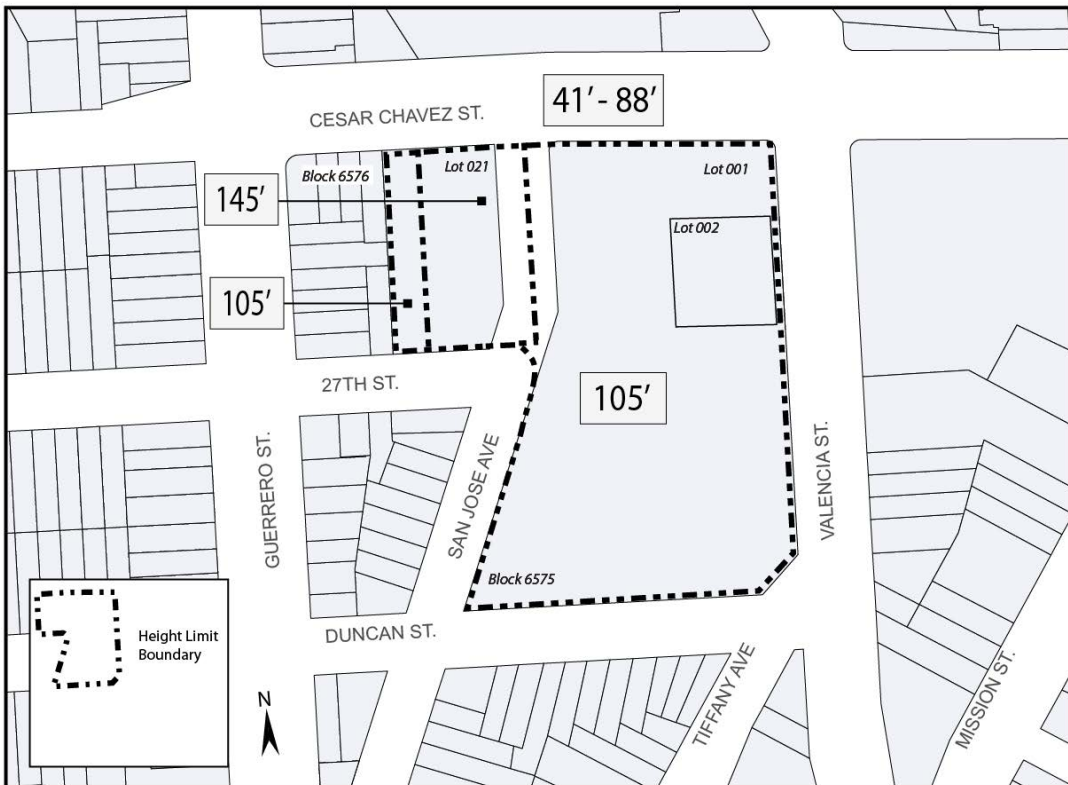 41' - 88'
CESAR CHAVEZ ST.
Block 6576
Lot 021
Lot 001
145'
Lot 002
105'
27TH ST.
105'
GUERRERO ST.
SAN JOSE AVE
VALENCIA ST.
Block 6575
DUNCAN ST.
Height Limit
Boundary
TIFFANY AVE
MISSION ST.
N